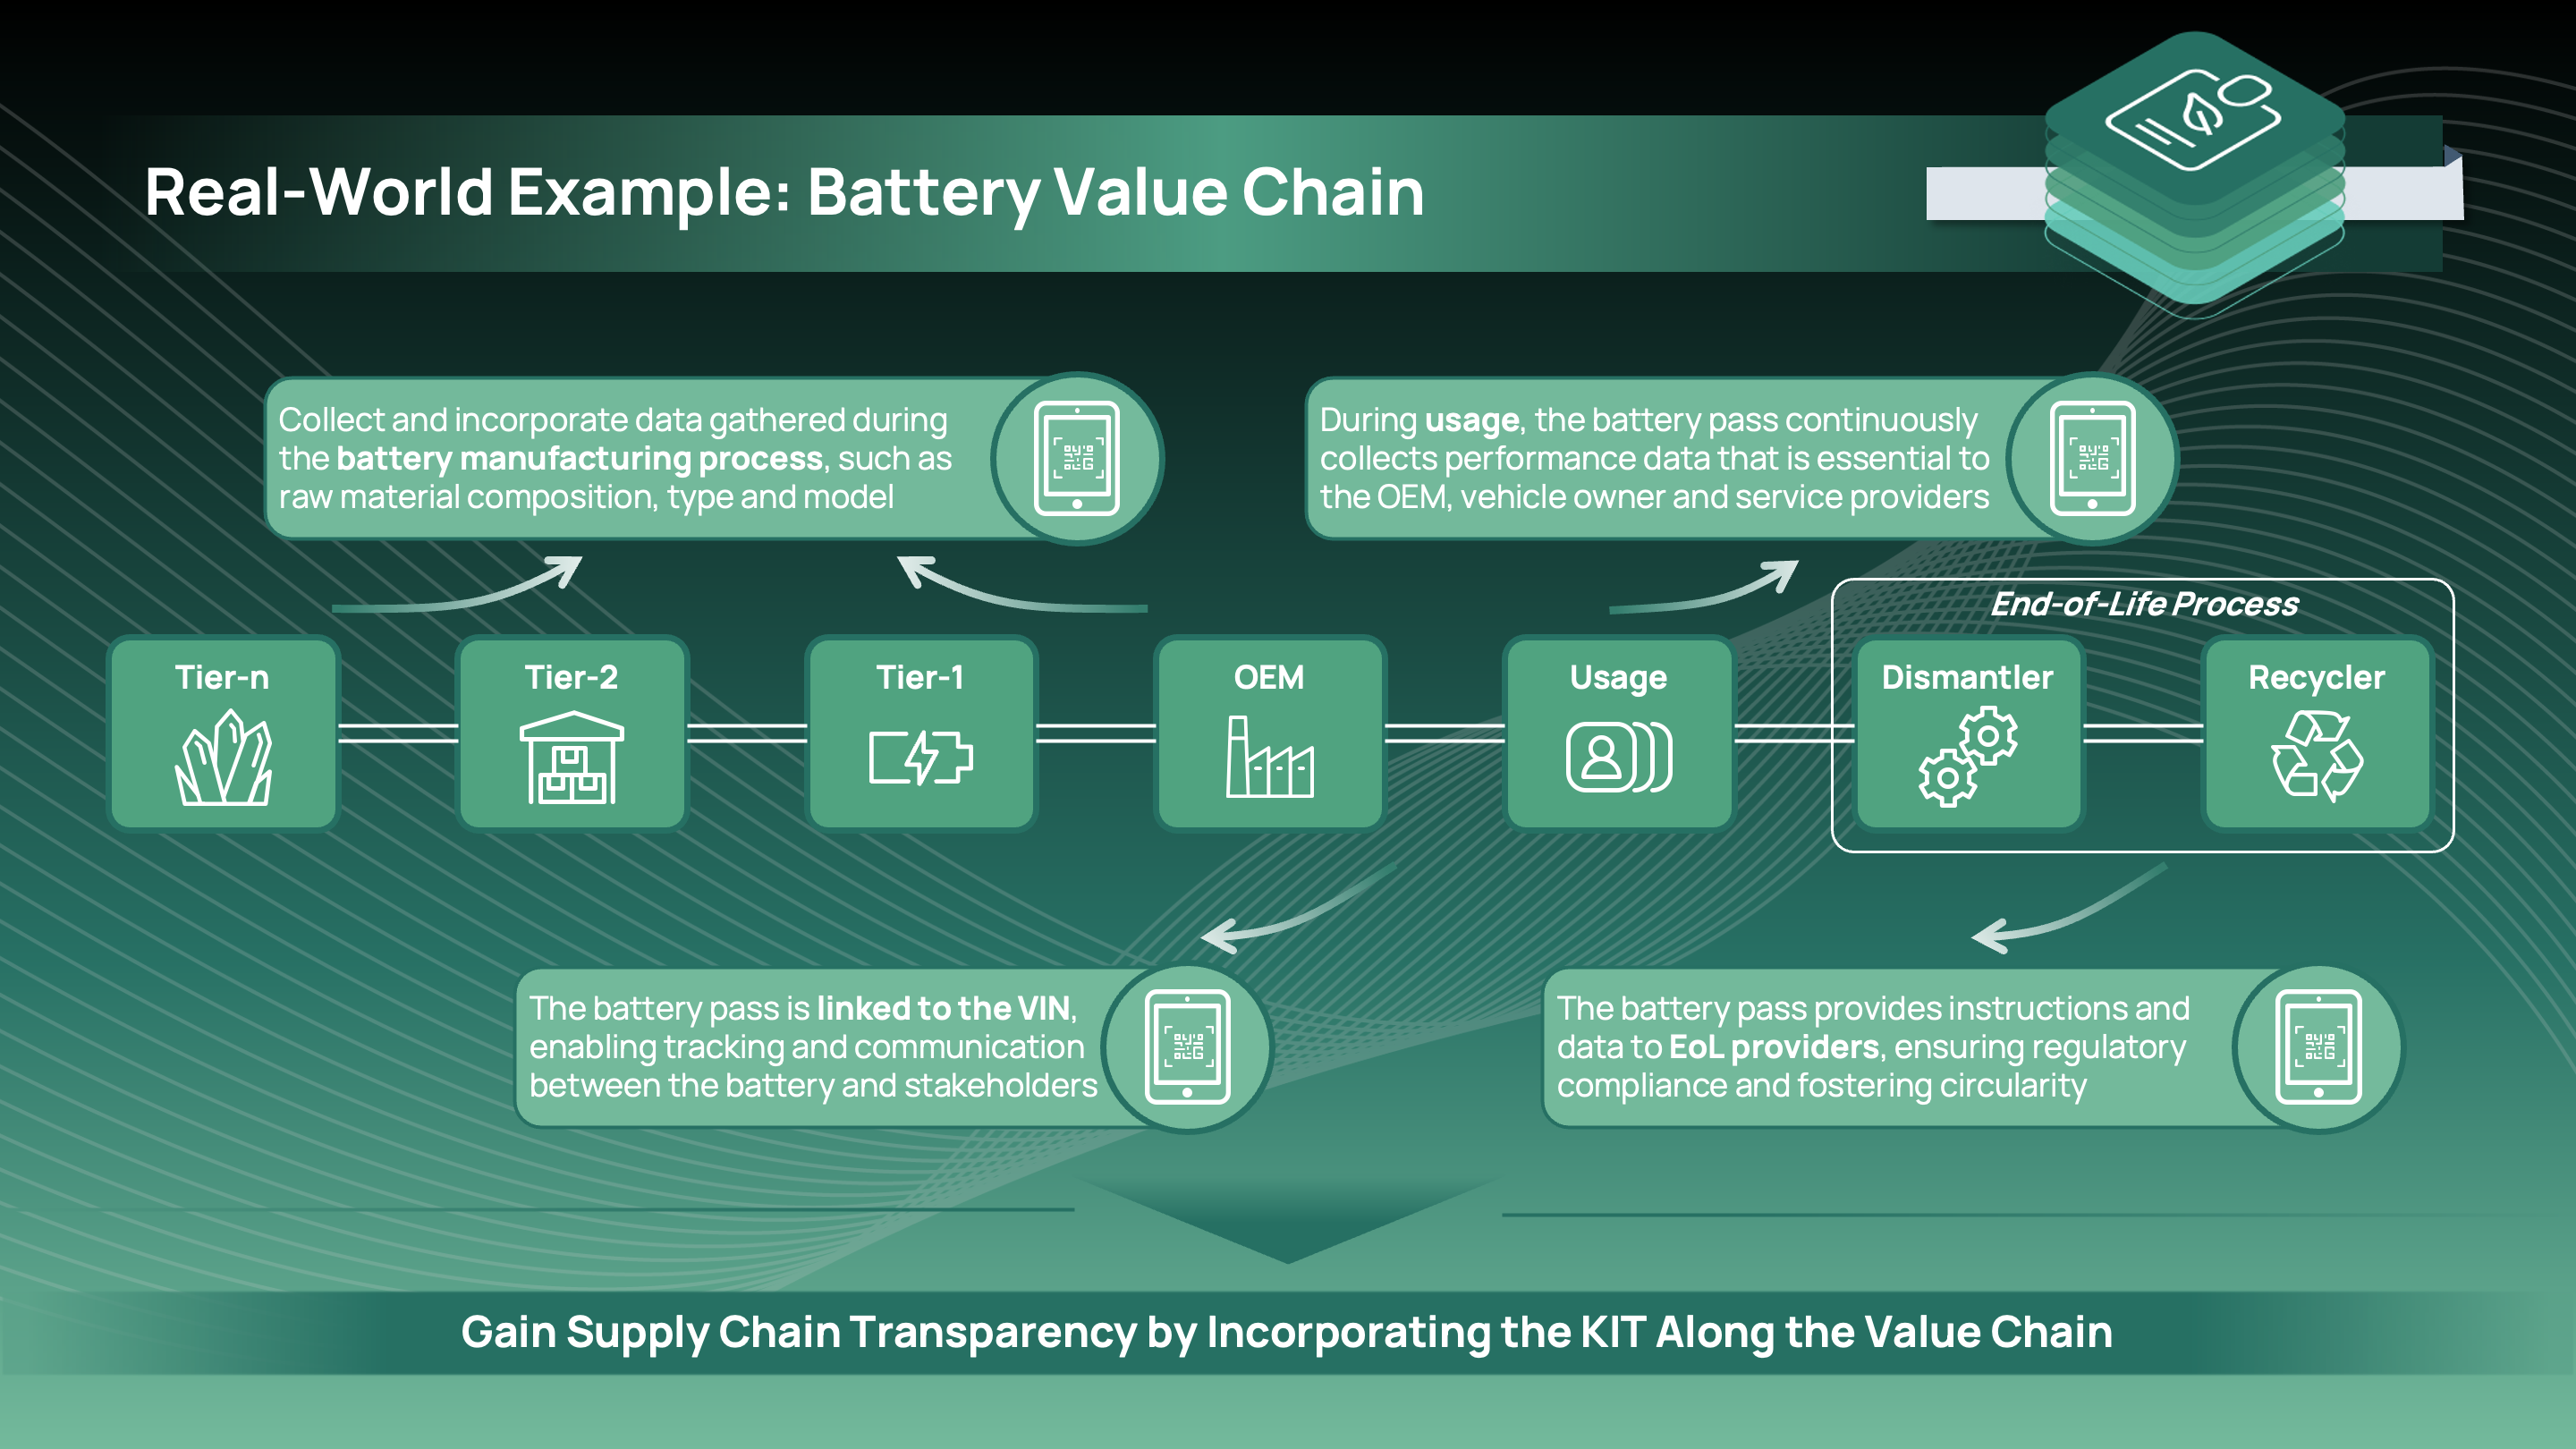 Real-World Example: Battery Value Chain
Collect and incorporate data gathered during
the battery manufacturing process, such as
raw material composition, type and model
During usage, the battery pass continuously
collects performance data that is essential to
the OEM, vehicle owner and service providers
End-of-Life Process
Tier-n
Tier-2
Tier-1
OEM
Usage
Dismantler
Recycler
The battery pass is linked to the VIN,
enabling tracking and communication
between the battery and stakeholders
The battery pass provides instructions and
data to EoL providers, ensuring regulatory
compliance and fostering circularity
Gain Supply Chain Transparency by Incorporating the KIT Along the Value Chain